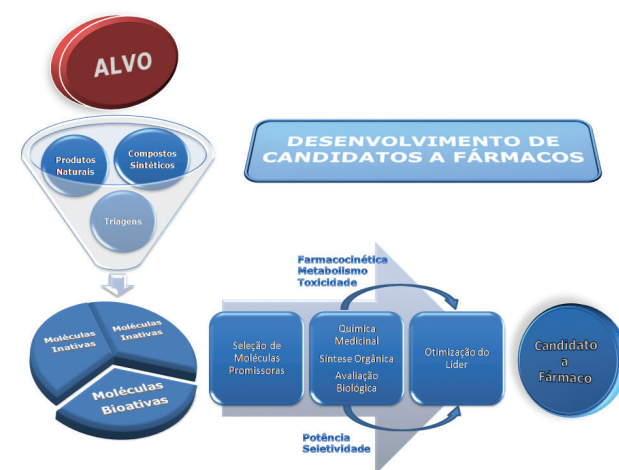 ALVO
DESENVOLVIMENTO DE
CANDIDATOS A FÁRMACOS
Produtos
Naturais
Compostos
Sintéticos
Triagens
Moléculas
Inativas
Moléculas
Inativas
Moléculas
Bioativas
Farmacocinética
Metabolismo
Toxicidade
Seleção de
Moléculas
Promissoras
Química
Medicinal
Síntese Orgânica
Avaliação
Biológica
Otimização do
Líder
Candidato
a
Fármaco
Potência
Seletividade